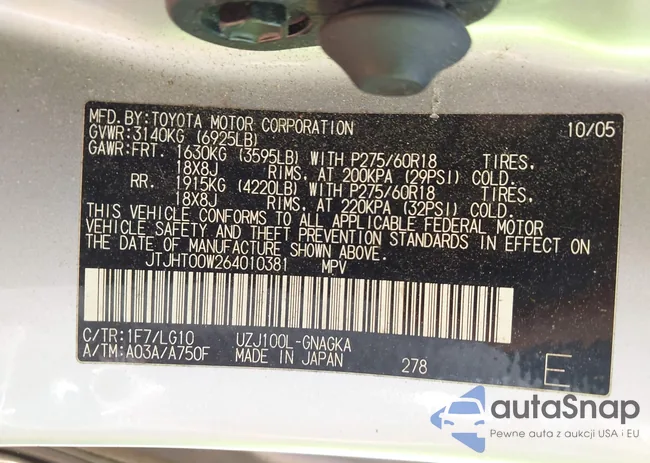 MFD.BY:TOYOTA MOTOR CORPORATION 10/05
GVWR:3140KG (6925LB)
GAWR:FRT. 1630KG (3595LB) WITH P275/60R18 TIRES.
18X8J RIMS. AT 200KPA (29PSI) COLD.
RR. 1915KG (4220LB) WITH P275/60R18 TIRES.
18X8J RIMS. AT 220KPA (32PSI) COLD.
THIS VEHICLE CONFORMS TO ALL APPLICABLE FEDERAL MOTOR
VEHICLE SAFETY AND THEFT PREVENTION STANDARDS IN EFFECT ON
THE DATE OF MANUFACTURE SHOWN ABOVE.
JTJHT00W264010381 MPV
C/TR:1F7/LG10 UZJ100L-GNAGKA
A/TM:A03A/A750F MADE IN JAPAN 278 E
autaSnap
Pewne auta z aukcji USA i EU